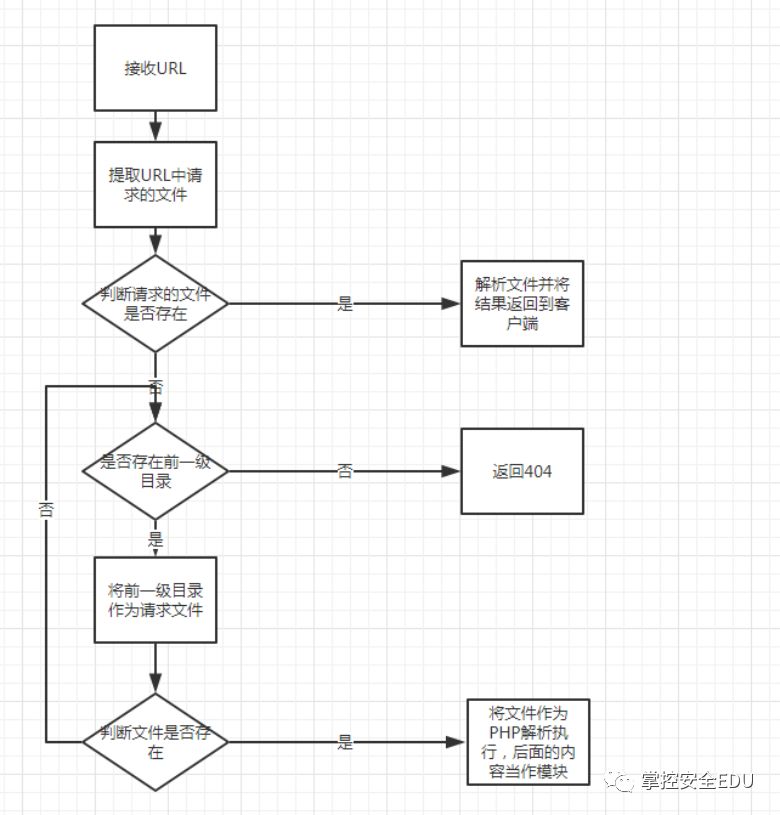 接收URL
提取URL中请
求的文件
判断请求的文件
是否存在
是
解析文件并将
结果返回到客
户端
否
是否存在前一级
目录
否
返回404
否
是
将前一级目录
作为请求文件
判断文件是否存
在
是
将文件作为
PHP解析执
行，后面的内
容当作模块
掌控安全EDU